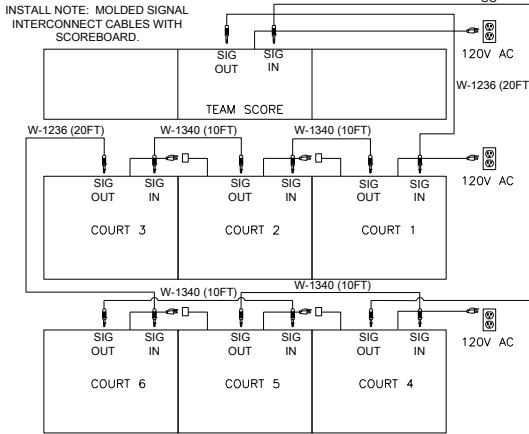 INSTALL NOTE: MOLDED SIGNAL
INTERCONNECT CABLES WITH
SCOREBOARD.
SIG OUT
SIG IN
120V AC
TEAM SCORE
W-1236 (20FT
W-1236 (20FT)
W-1340 (10FT)
W-1340 (10FT)
120V AC
SIG OUT
SIG IN
SIG OUT
SIG IN
SIG OUT
SIG IN
COURT 3
COURT 2
COURT 1
W-1340 (10FT)
W-1340 (10FT)
120V AC
SIG OUT
SIG IN
SIG OUT
SIG IN
SIG OUT
SIG IN
COURT 6
COURT 5
COURT 4